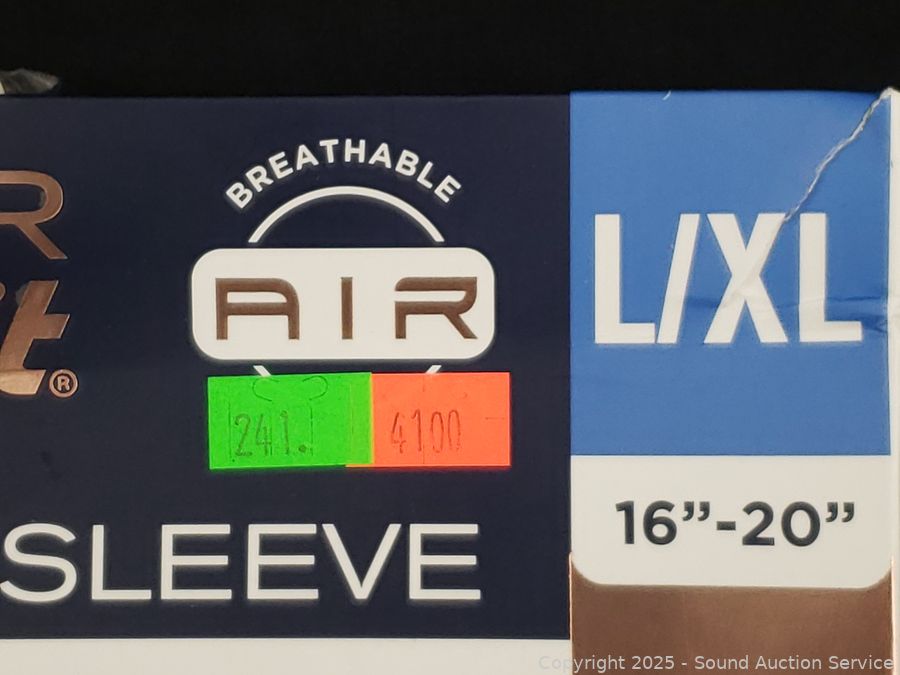 BREATHABLE
R
AIR
t®
241.
4100
SLEEVE
L/XL
16”-20”
Copyright 2025 - Sound Auction Service